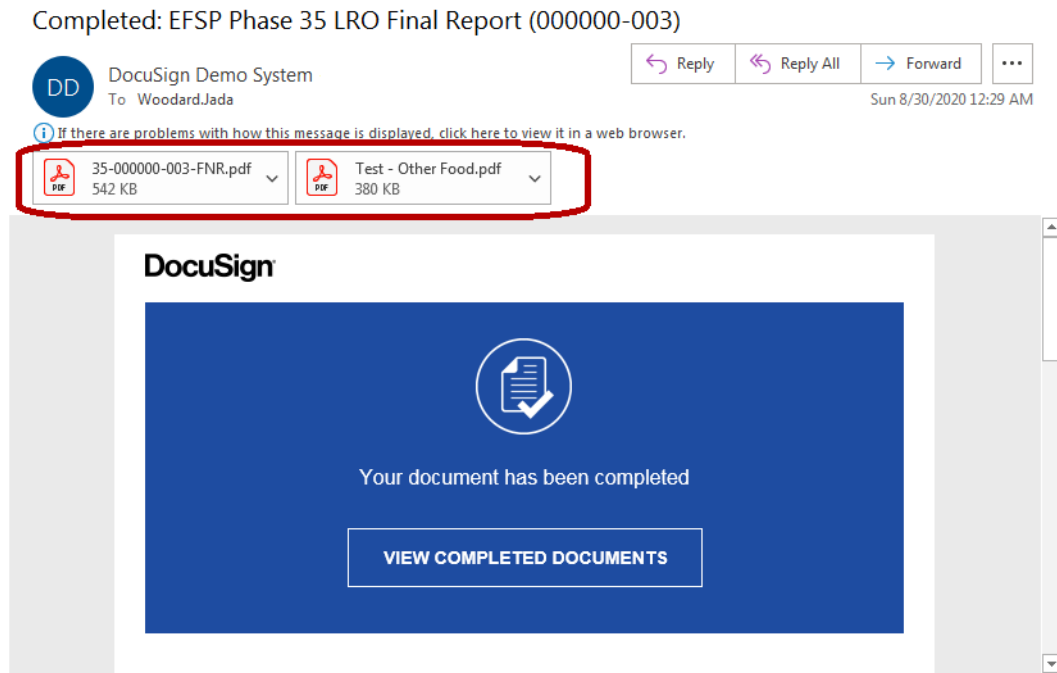 Completed: EFSP Phase 35 LRO Final Report (000000-003)
DD
DocuSign Demo System
To Woodard.Jada
Reply
Reply All
Forward
Sun 8/30/2020 12:29 AM
If there are problems with how this message is displayed, click here to view it in a web browser.
35-000000-003-FNR.pdf
542 KB
Test - Other Food.pdf
380 KB
PDF
PDF
DocuSign
Your document has been completed
VIEW COMPLETED DOCUMENTS